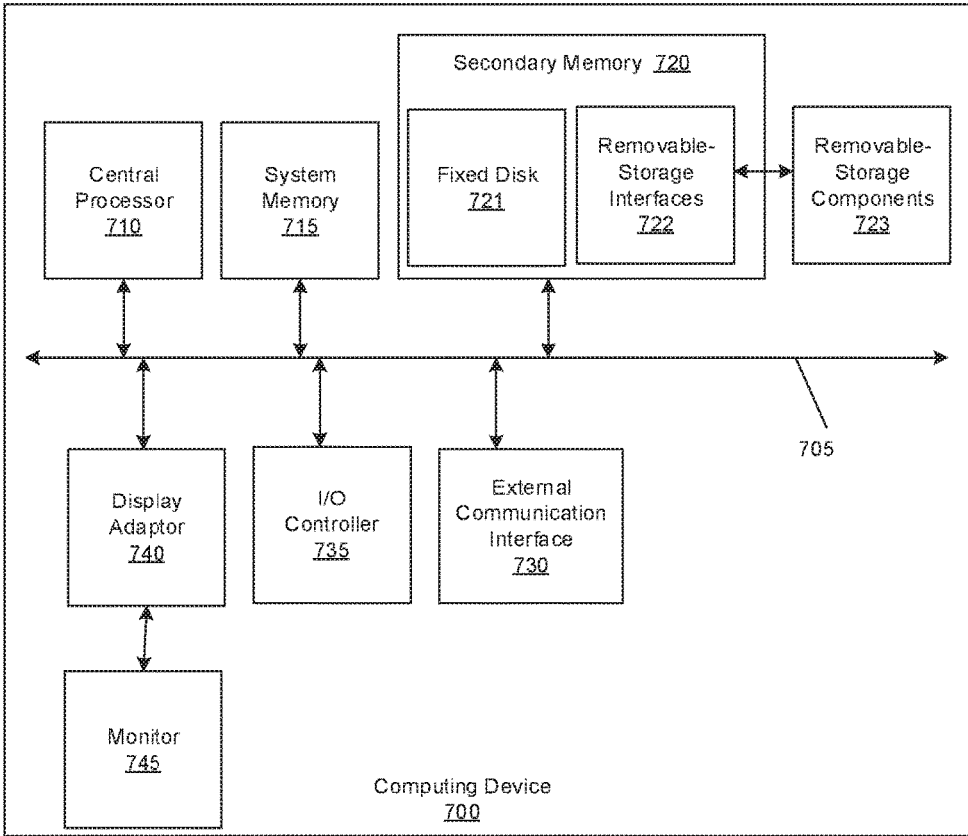 Secondary Memory 720
Central
Processor
710
System
Memory
715
Fixed Disk
721
Removable-
Storage
Interfaces
722
Removable-
Storage
Components
723
705
Display
Adaptor
740
I/O
Controller
735
External
Communication
Interface
730
Monitor
745
Computing Device
700